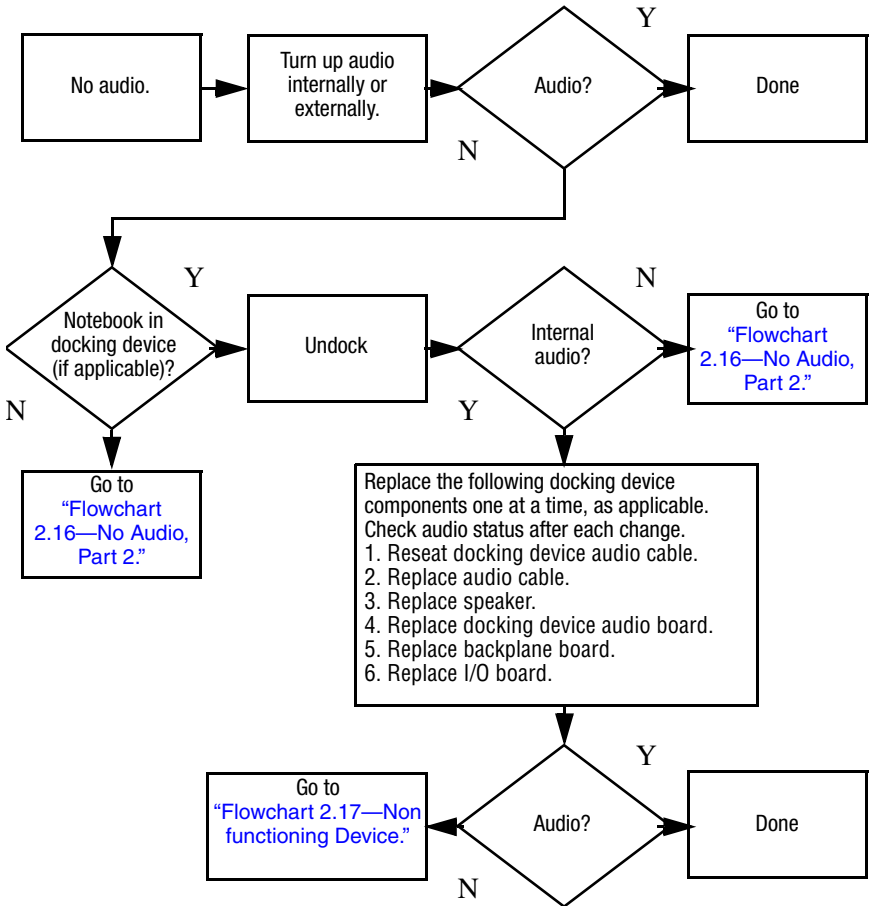 Y
No audio.
Turn up audio
internally or
externally.
Audio?
Done
N
Y
Notebook in
docking device
(if applicable)?
N
Undock
Internal
audio?
N
Y
Go to
“Flowchart
2.16—No Audio,
Part 2.”
Go to
“Flowchart
2.16—No Audio,
Part 2.”
Replace the following docking device
components one at a time, as applicable.
Check audio status after each change.
1. Reseat docking device audio cable.
2. Replace audio cable.
3. Replace speaker.
4. Replace docking device audio board.
5. Replace backplane board.
6. Replace I/O board.
Y
Go to
“Flowchart 2.17—Non
functioning Device.”
Audio?
Done
N